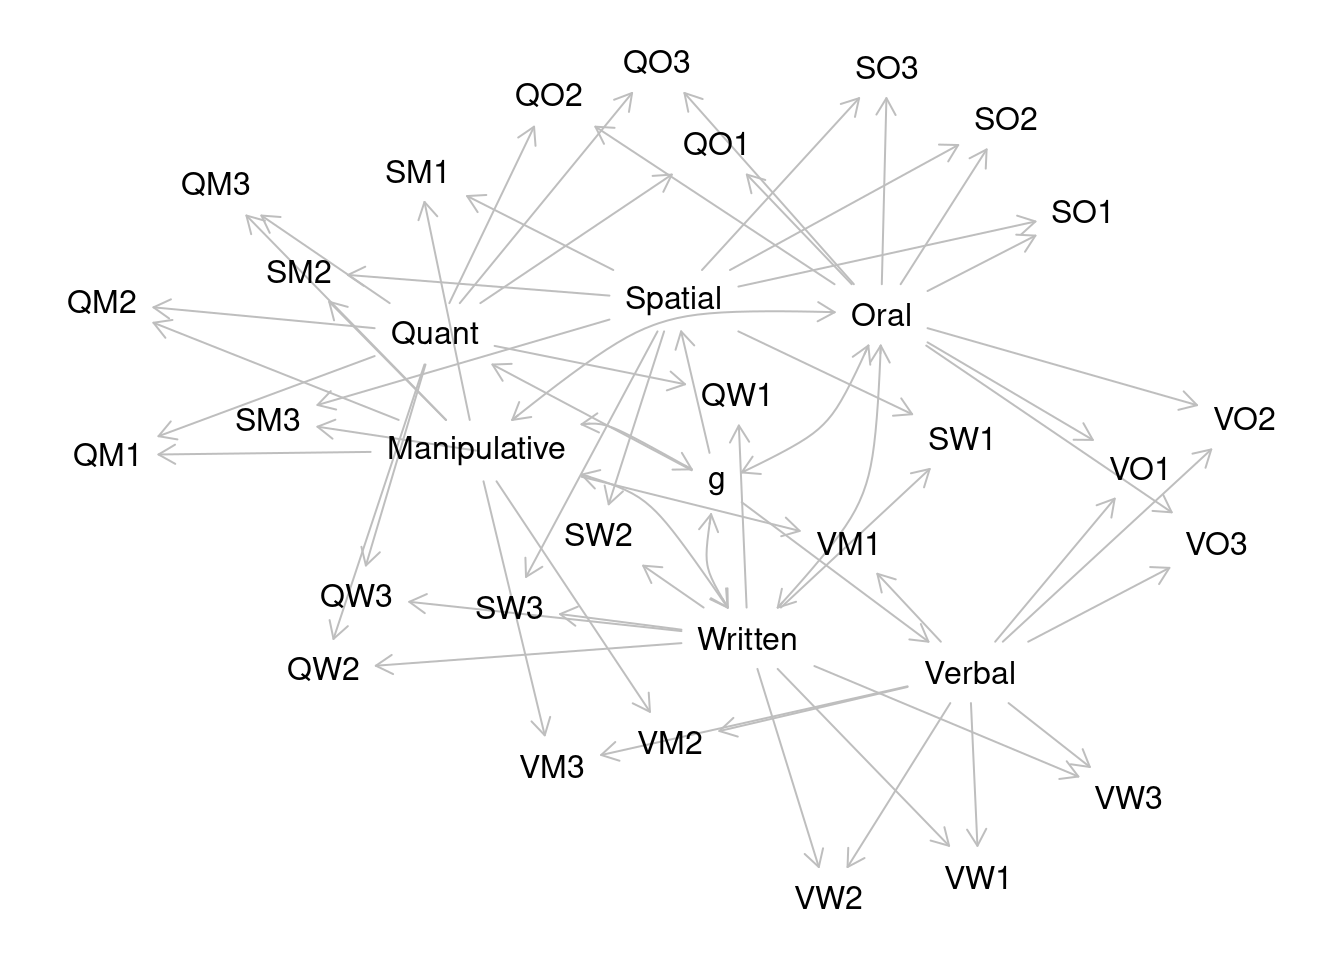 QO3
SO3
QO2
SO2
QO1
SM1
QM3
SO1
SM2
Spatial
QM2
Oral
Quant
QW1
SM3
VO2
SW1
Manipulative
QM1
VO1
g
SW2
VM1
VO3
QW3
SW3
Written
QW2
Verbal
VM2
VM3
VW3
VW1
VW2